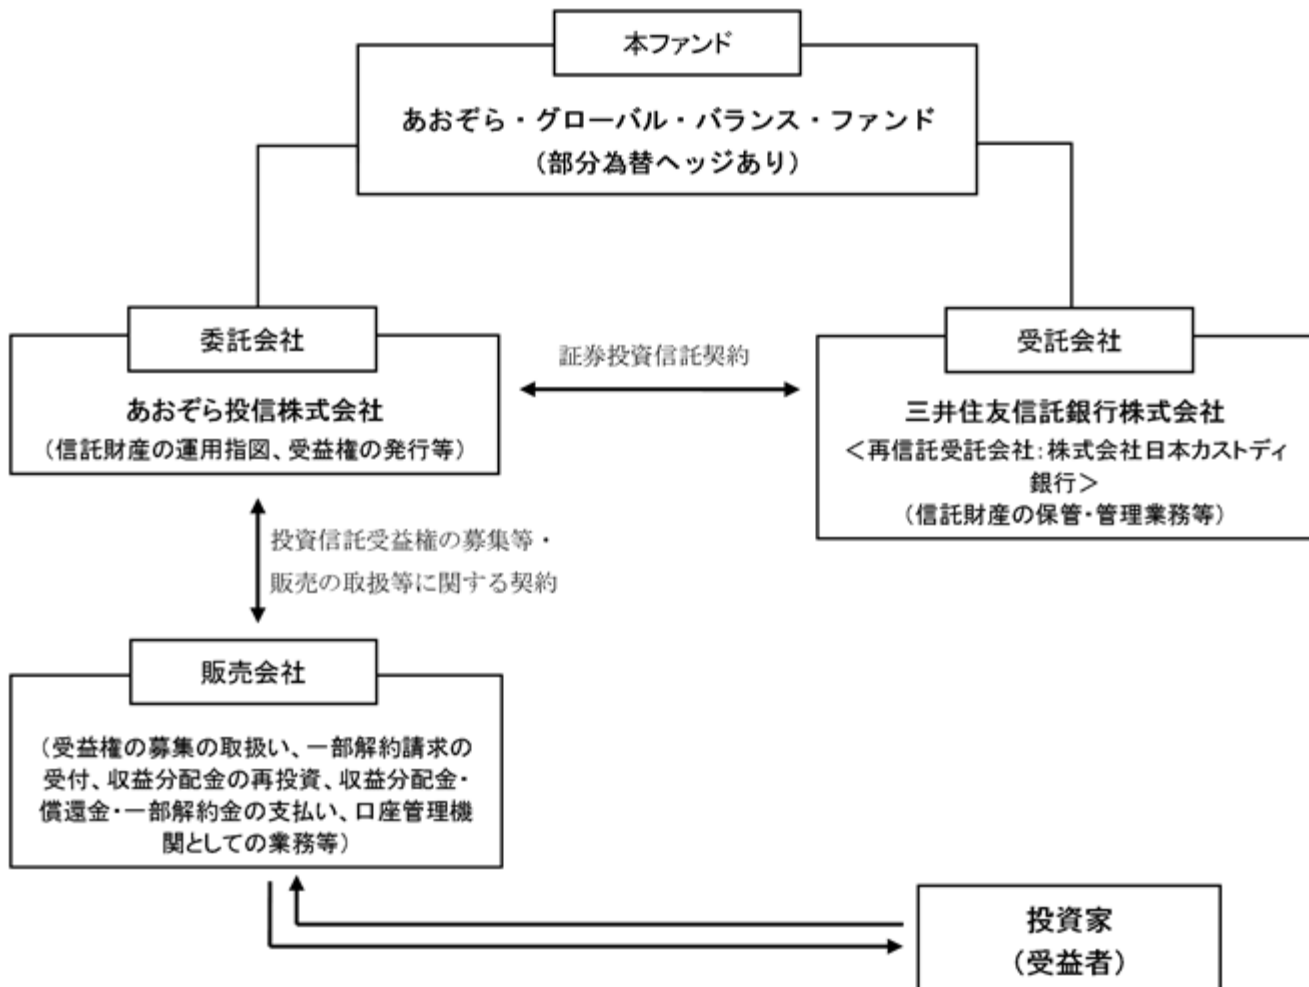 本ファンド
あおぞら・グローバル・バランス・ファンド
（部分為替ヘッジあり）
委託会社
あおぞら投信株式会社
（信託財産の運用指図、受益権の発行等）
証券投資信託契約
受託会社
三井住友信託銀行株式会社
＜再信託受託会社：株式会社日本カストディ
銀行＞
（信託財産の保管・管理業務等）
投資信託受益権の募集等・
販売の取扱等に関する契約
販売会社
（受益権の募集の取扱い、一部解約請求の
受付、収益分配金の再投資、収益分配金・
償還金・一部解約金の支払い、口座管理機
関としての業務等）
投資家
（受益者）